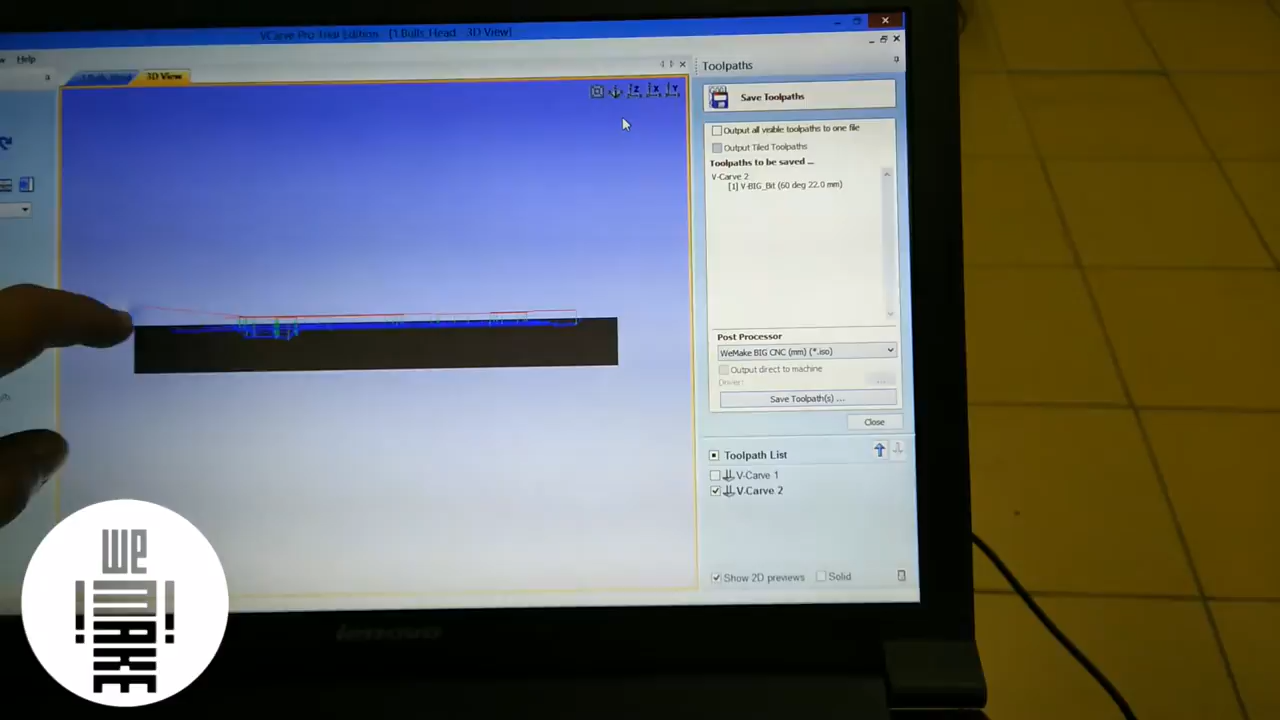 VCarve Pro Trial Edition - [1.Bulls_Head - 3D View]
Help
3D View
Z X Y
Toolpaths
Save Toolpaths
Output all visible toolpaths to one file
Output Tiled Toolpaths
Toolpaths to be saved ...
V-Carve 2
[1] V-BIG_Bit (60 deg 22.0 mm)
Post Processor
WeMake BIG CNC (mm) (*.iso)
Output direct to machine
Driver:
Save Toolpath(s) ...
Close
Toolpath List
V-Carve 1
V-Carve 2
Show 2D previews
Solid
lenovo
we
MAKE